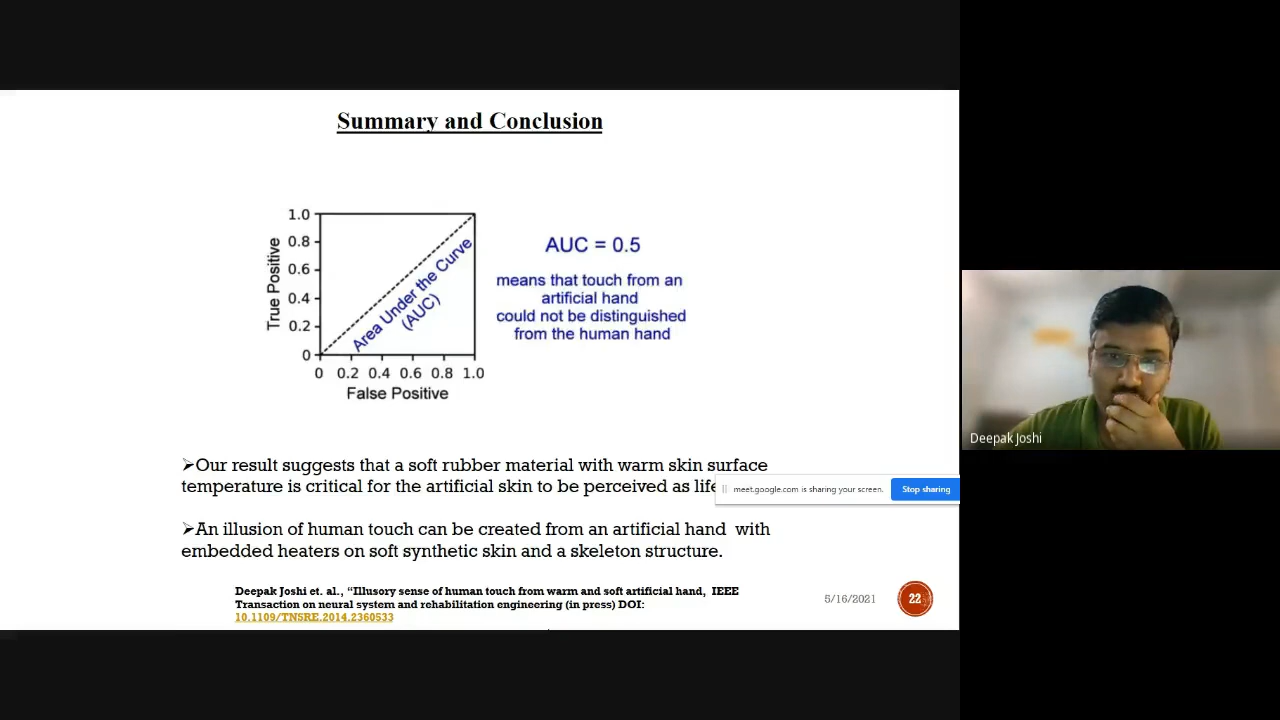 Summary and Conclusion
1.0
0.8
0.6
0.4
0.2
0
True Positive
Area Under the Curve
(AUC)
0 0.2 0.4 0.6 0.8 1.0
False Positive
AUC = 0.5
means that touch from an
artificial hand
could not be distinguished
from the human hand
➢Our result suggests that a soft rubber material with warm skin surface
temperature is critical for the artificial skin to be perceived as
meet.google.com is sharing your screen.
Stop sharing
➢An illusion of human touch can be created from an artificial hand with
embedded heaters on soft synthetic skin and a skeleton structure.
Deepak Joshi et. al., “Illusory sense of human touch from warm and soft artificial hand, IEEE
Transaction on neural system and rehabilitation engineering (in press) DOI:
10.1109/TNSRE.2014.2360533
5/16/2021
22
Deepak Joshi